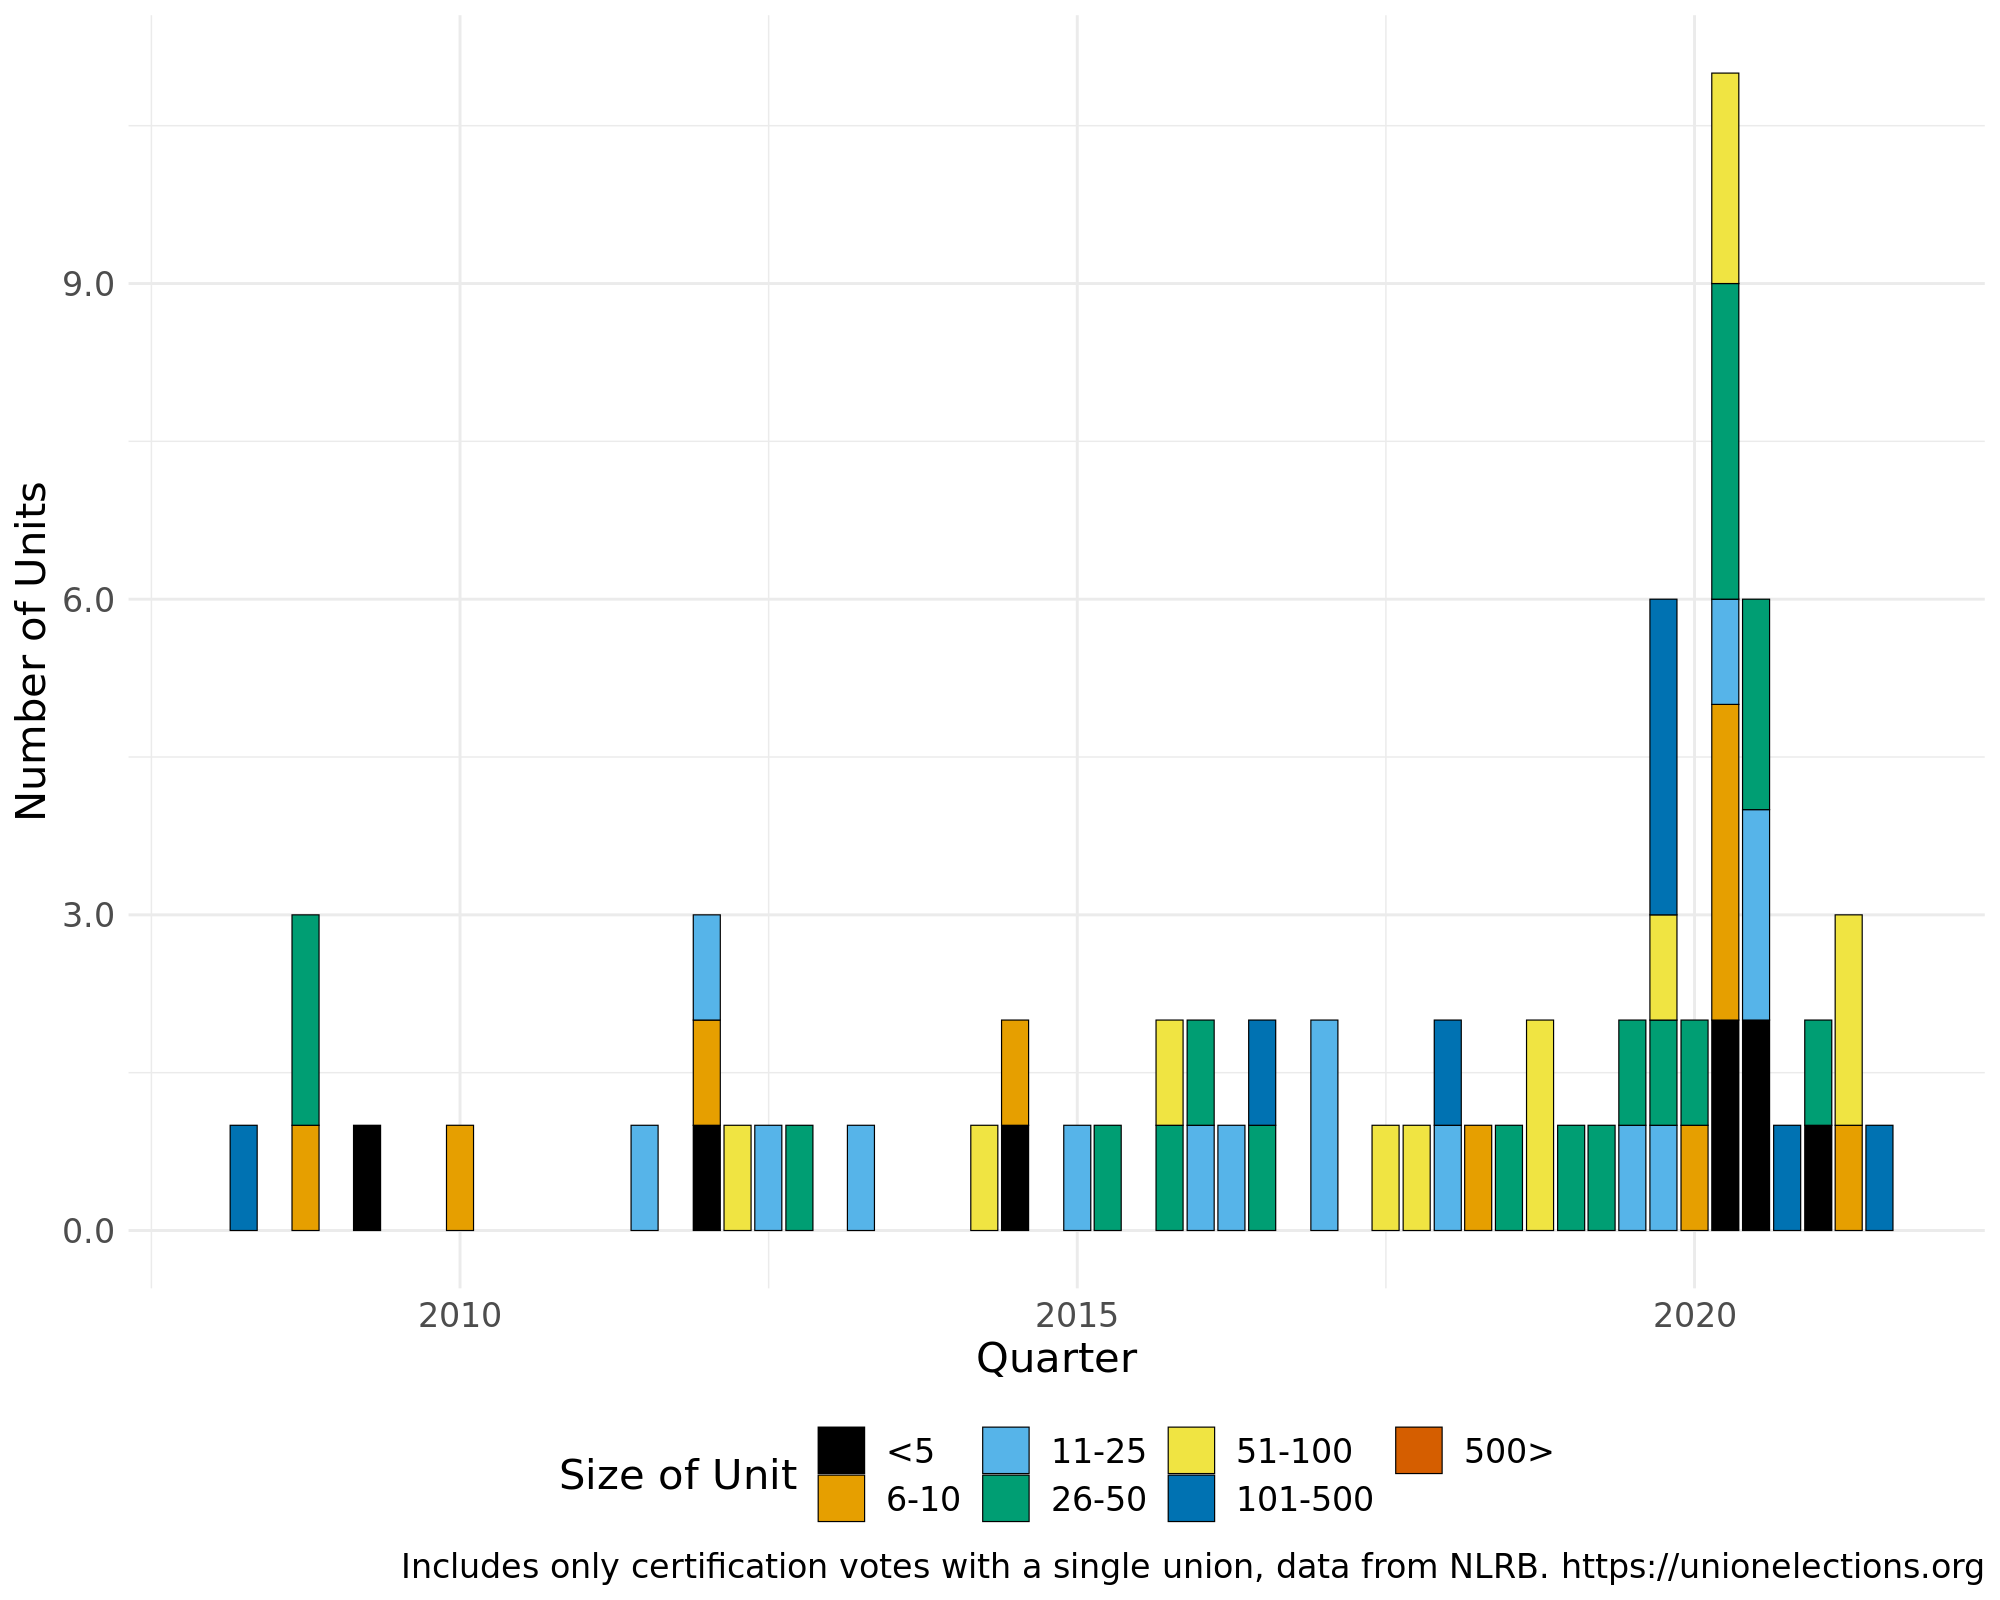 9.0
6.0
3.0
0.0
Number of Units
2010 2015 2020
Quarter
Size of Unit
<5 11-25 51-100 500>
6-10 26-50 101-500
Includes only certification votes with a single union, data from NLRB. https://unionelections.org